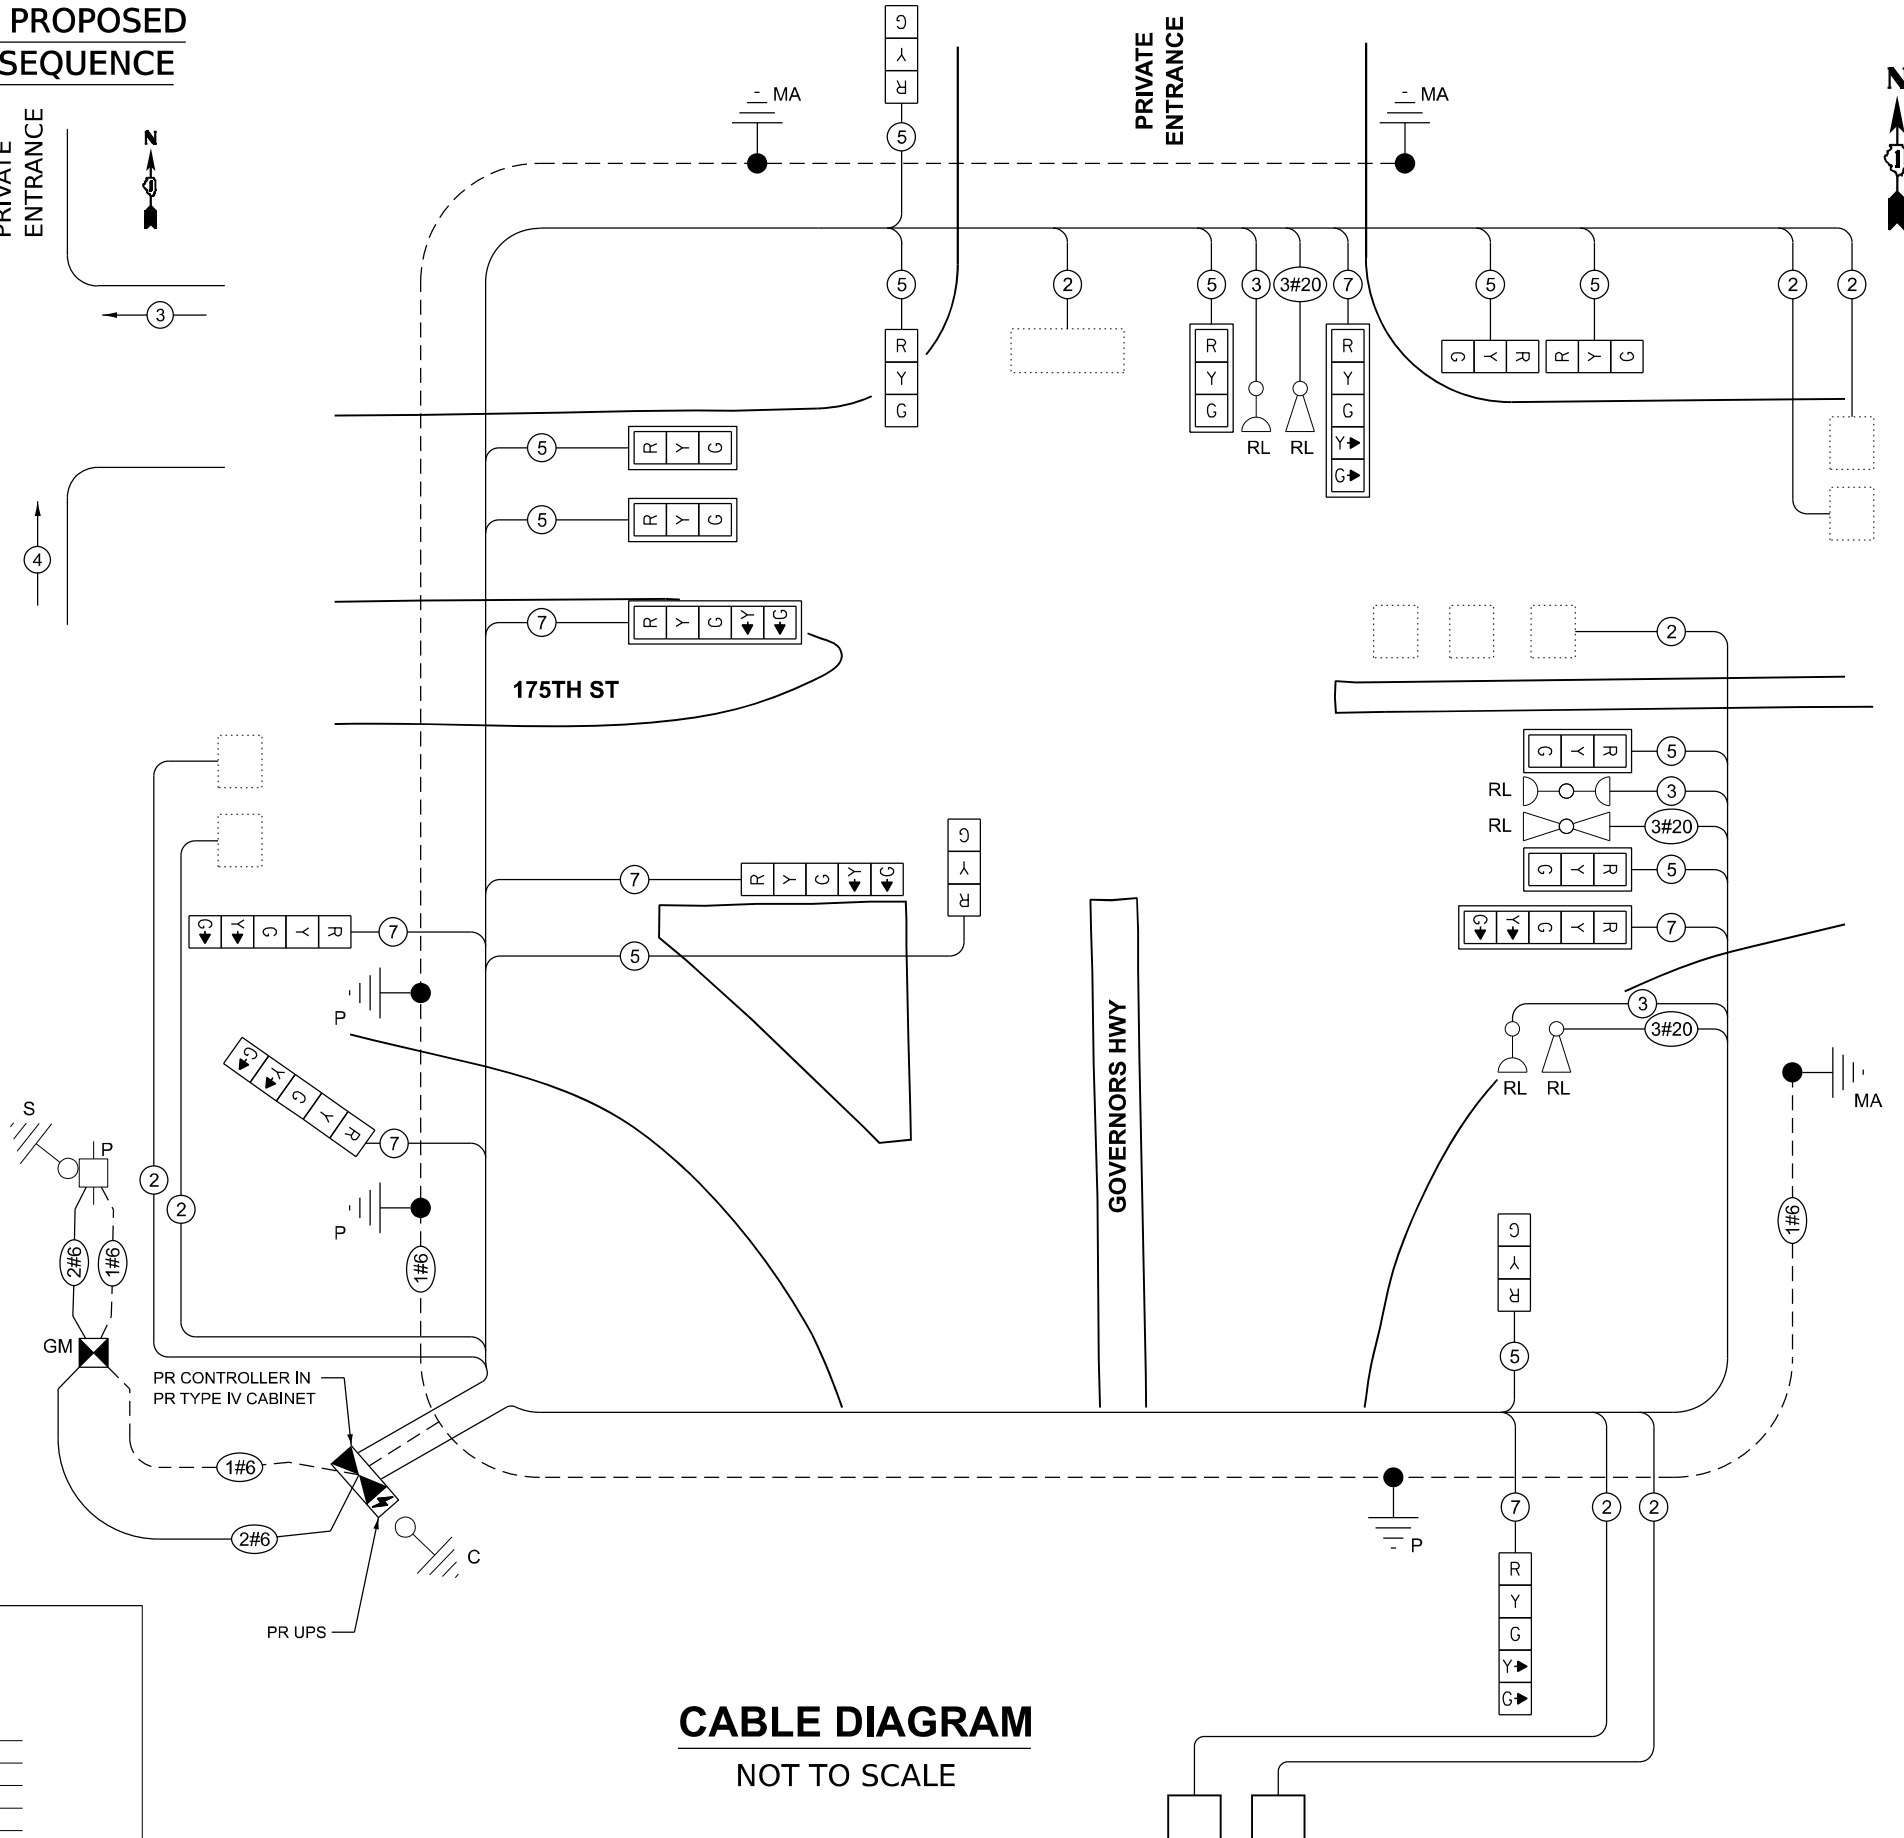 PROPOSED
SEQUENCE
PRIVATE
ENTRANCE
N
3
4
G
Y
R
5
MA
PRIVATE
ENTRANCE
MA
N
5
2
5
3
3#20
7
5
5
2
2
R
Y
G
R
Y
G
RL
RL
R
Y
G
Y
G
G Y R
R Y G
5
R Y G
5
R Y G
7
R Y G Y G
2
175TH ST
G Y R
5
RL
3
RL
3#20
G Y R
5
G Y G Y R
7
7
R Y G Y G
G
Y
R
5
G Y G Y R
7
P
G Y G Y R
7
P
1#6
GOVERNORS HWY
3
3#20
RL
RL
MA
1#6
S
P
2
2
2#6
1#6
GM
PR CONTROLLER IN
PR TYPE IV CABINET
1#6
2#6
C
PR UPS
G
Y
R
5
7
2
2
P
R
Y
G
Y
G
CABLE DIAGRAM
NOT TO SCALE